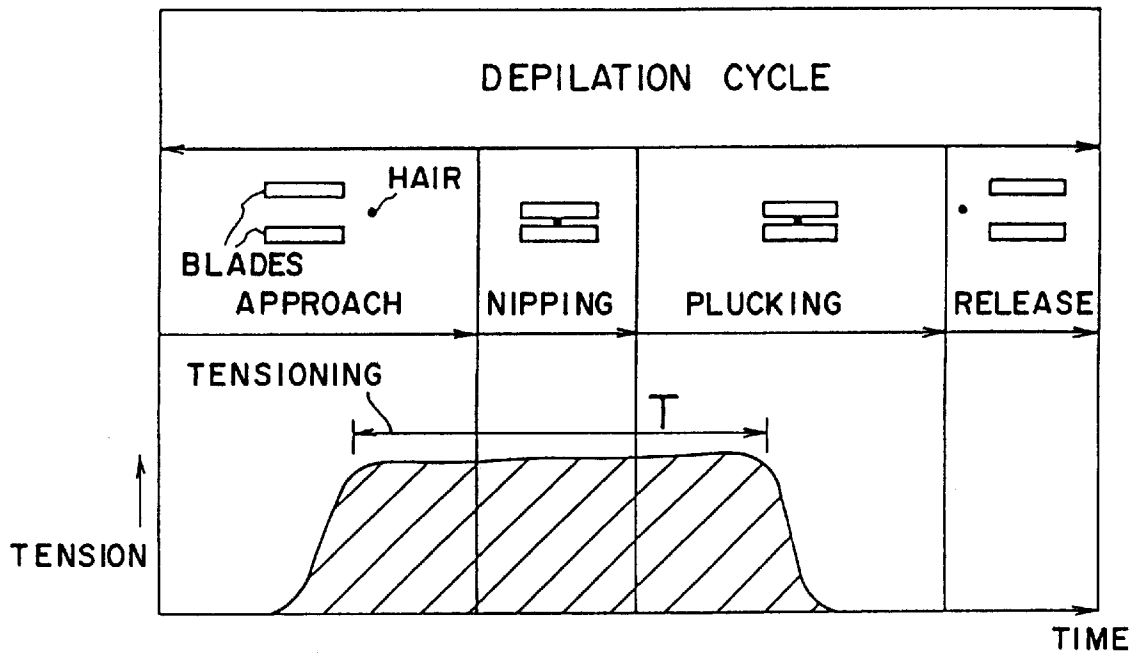 DEPILATION CYCLE
HAIR
BLADES
APPROACH
NIPPING
PLUCKING
RELEASE
TENSIONING
T
TENSION
TIME